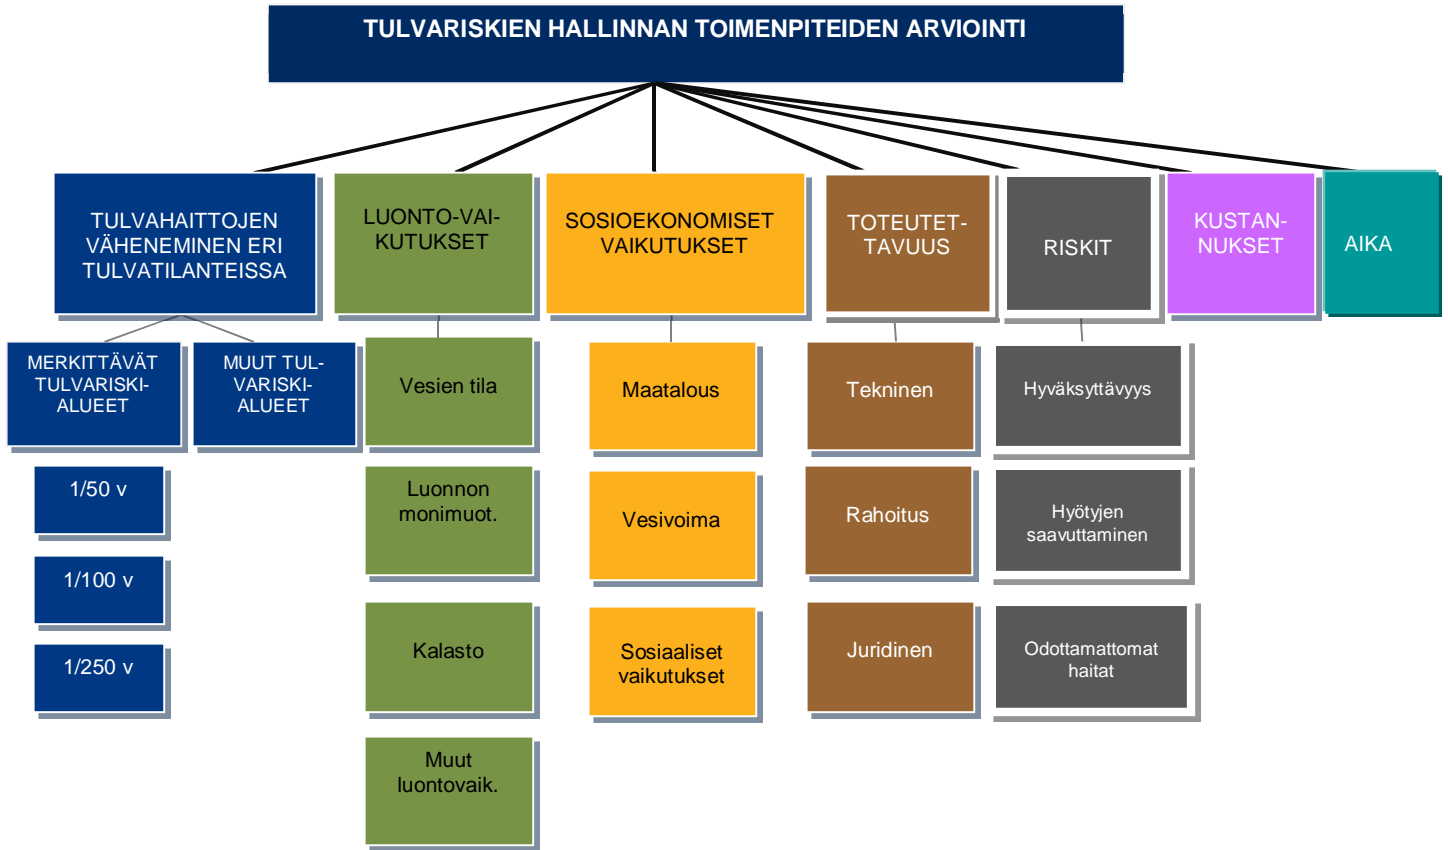 TULVARISKIEN HALLINNAN TOIMENPITEIDEN ARVIOINTI
TULVAHAITTOJEN
VÄHENEMINEN ERI
TULVATILANTEISSA
LUONTO-VAI-
KUTUKSET
SOSIOEKONOMISET
VAIKUTUKSET
TOTEUTET-
TAVUUS
RISKIT
KUSTAN-
NUKSET
AIKA
MERKITTÄVÄT
TULVARISKI-
ALUEET
MUUT TUL-
VARISKI-
ALUEET
1/50 v
1/100 v
1/250 v
Vesien tila
Luonnon
monimuot.
Kalasto
Muut
luontovaik.
Maatalous
Vesivoima
Sosiaaliset
vaikutukset
Tekninen
Rahoitus
Juridinen
Hyväksyttävyys
Hyötyjen
saavuttaminen
Odottamattomat
haitat